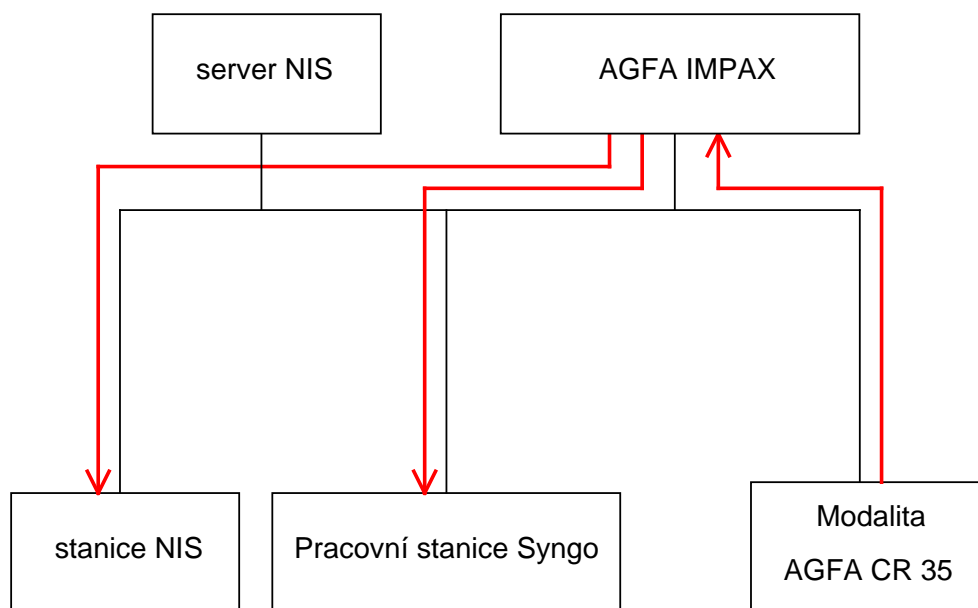 server NIS
AGFA IMPAX
stanice NIS
Pracovní stanice Syngo
Modalita
AGFA CR 35